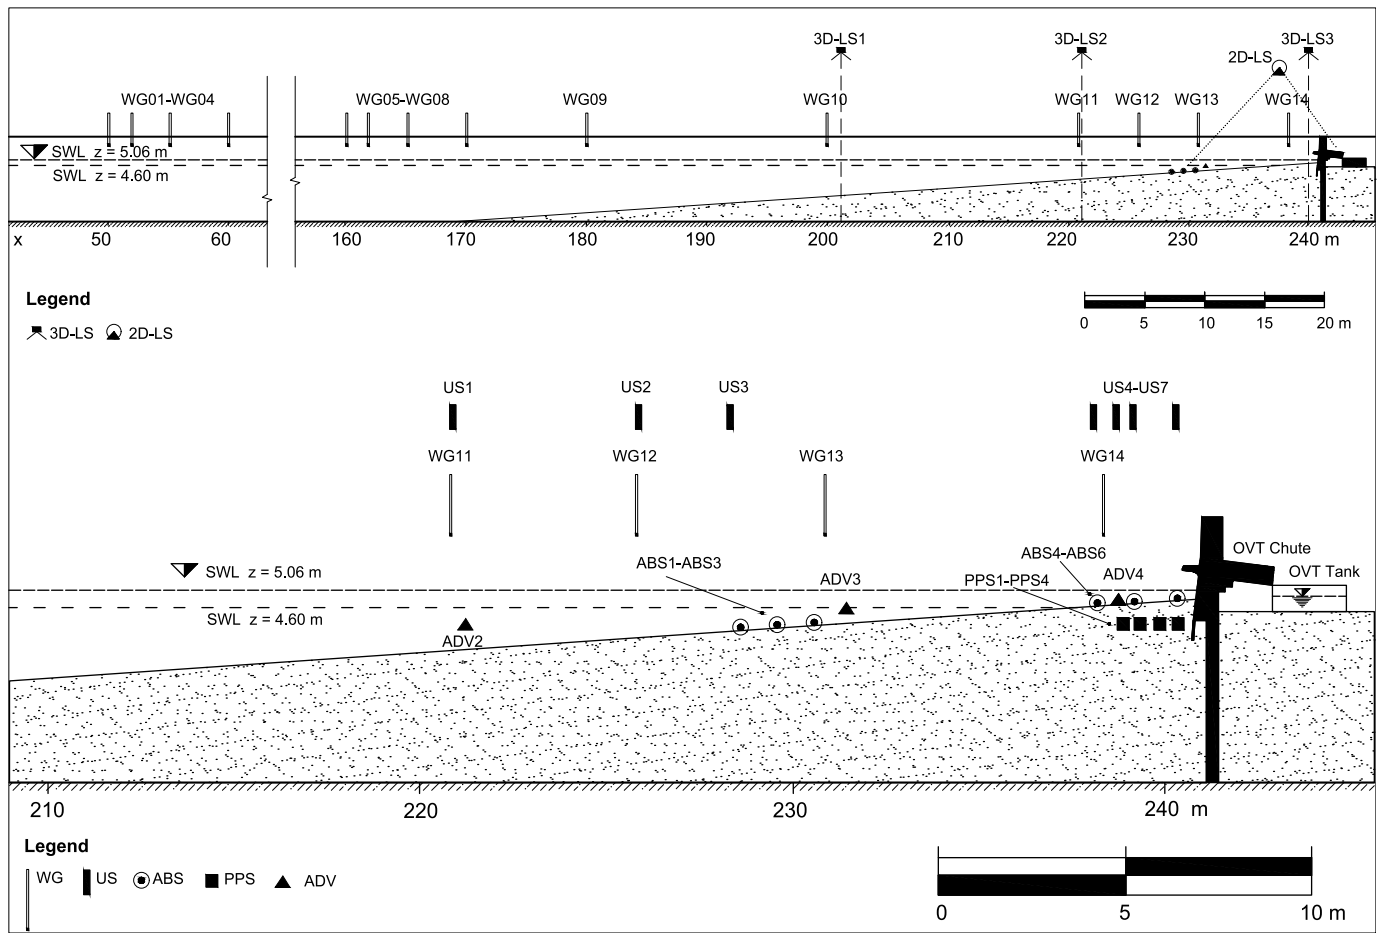 3D-LS1 3D-LS2 3D-LS3
2D-LS
WG01-WG04 WG05-WG08 WG09 WG10 WG11 WG12 WG13 WG14
SWL z = 5.06 m
SWL z = 4.60 m
x 50 60 160 170 180 190 200 210 220 230 240 m
Legend
3D-LS 2D-LS
0 5 10 15 20 m
US1 US2 US3 US4-US7
WG11 WG12 WG13 WG14
OVT Chute
ABS4-ABS6
ABS1-ABS3
SWL z = 5.06 m
ADV3 PPS1-PPS4 ADV4 OVT Tank
SWL z = 4.60 m
ADV2
210 220 230 240 m
Legend
WG US ABS PPS ADV
0 5 10 m